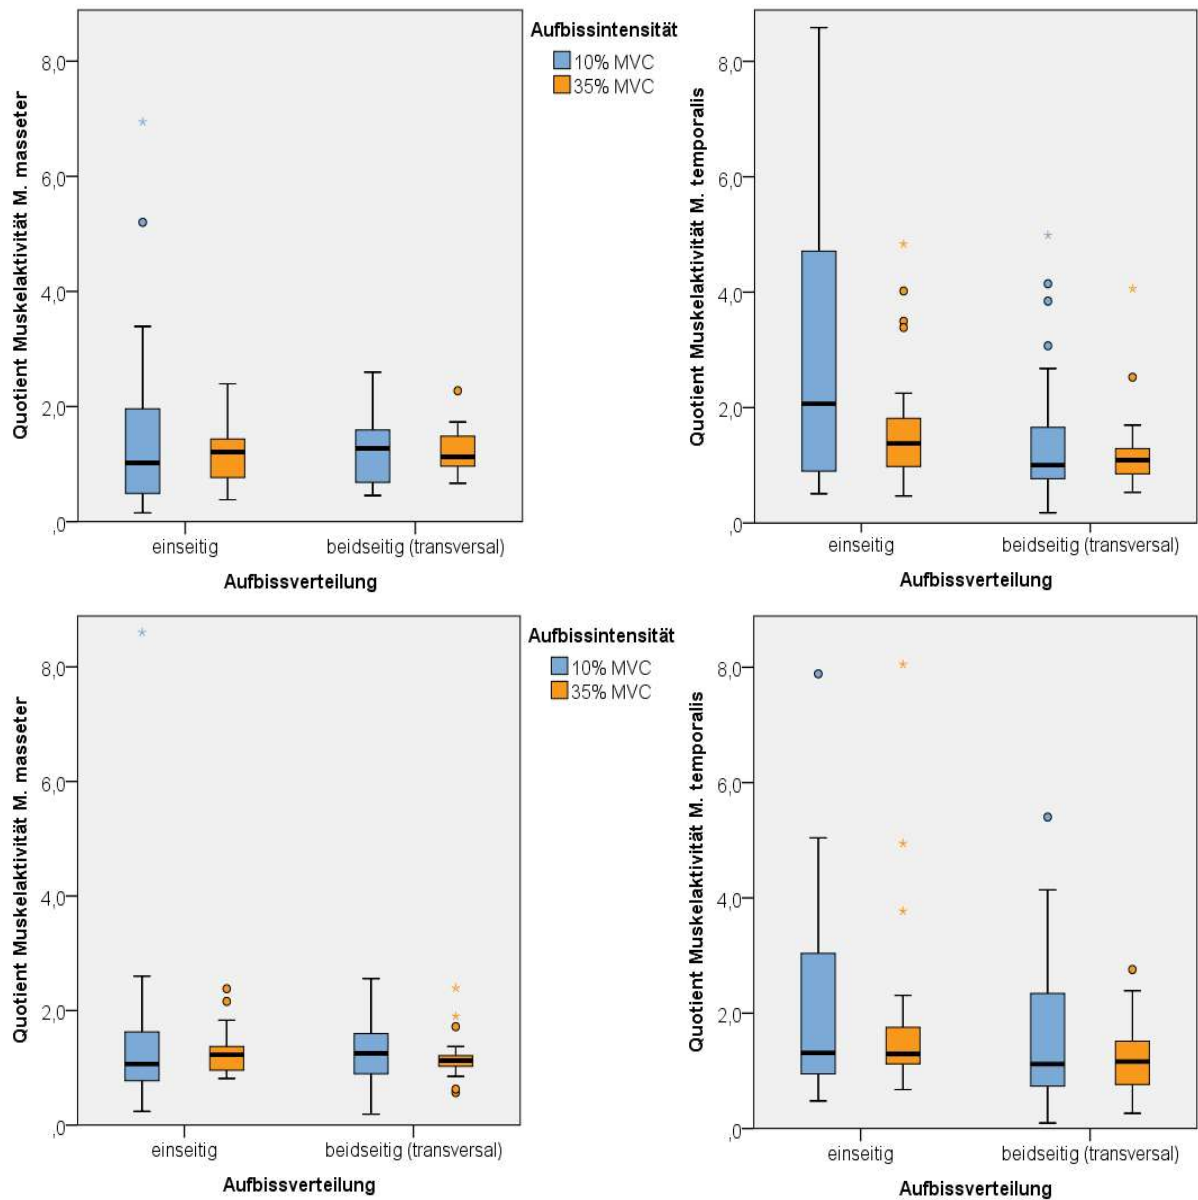 Aufbissintensität
10% MVC
35% MVC
Quotient Muskelaktivität M. masseter
8,0
6,0
4,0
2,0
,0
einseitig
beidseitig (transversal)
Aufbissverteilung
Quotient Muskelaktivität M. temporalis
8,0
6,0
4,0
2,0
,0
einseitig
beidseitig (transversal)
Aufbissverteilung
Aufbissintensität
10% MVC
35% MVC
Quotient Muskelaktivität M. masseter
8,0
6,0
4,0
2,0
,0
einseitig
beidseitig (transversal)
Aufbissverteilung
Quotient Muskelaktivität M. temporalis
8,0
6,0
4,0
2,0
,0
einseitig
beidseitig (transversal)
Aufbissverteilung